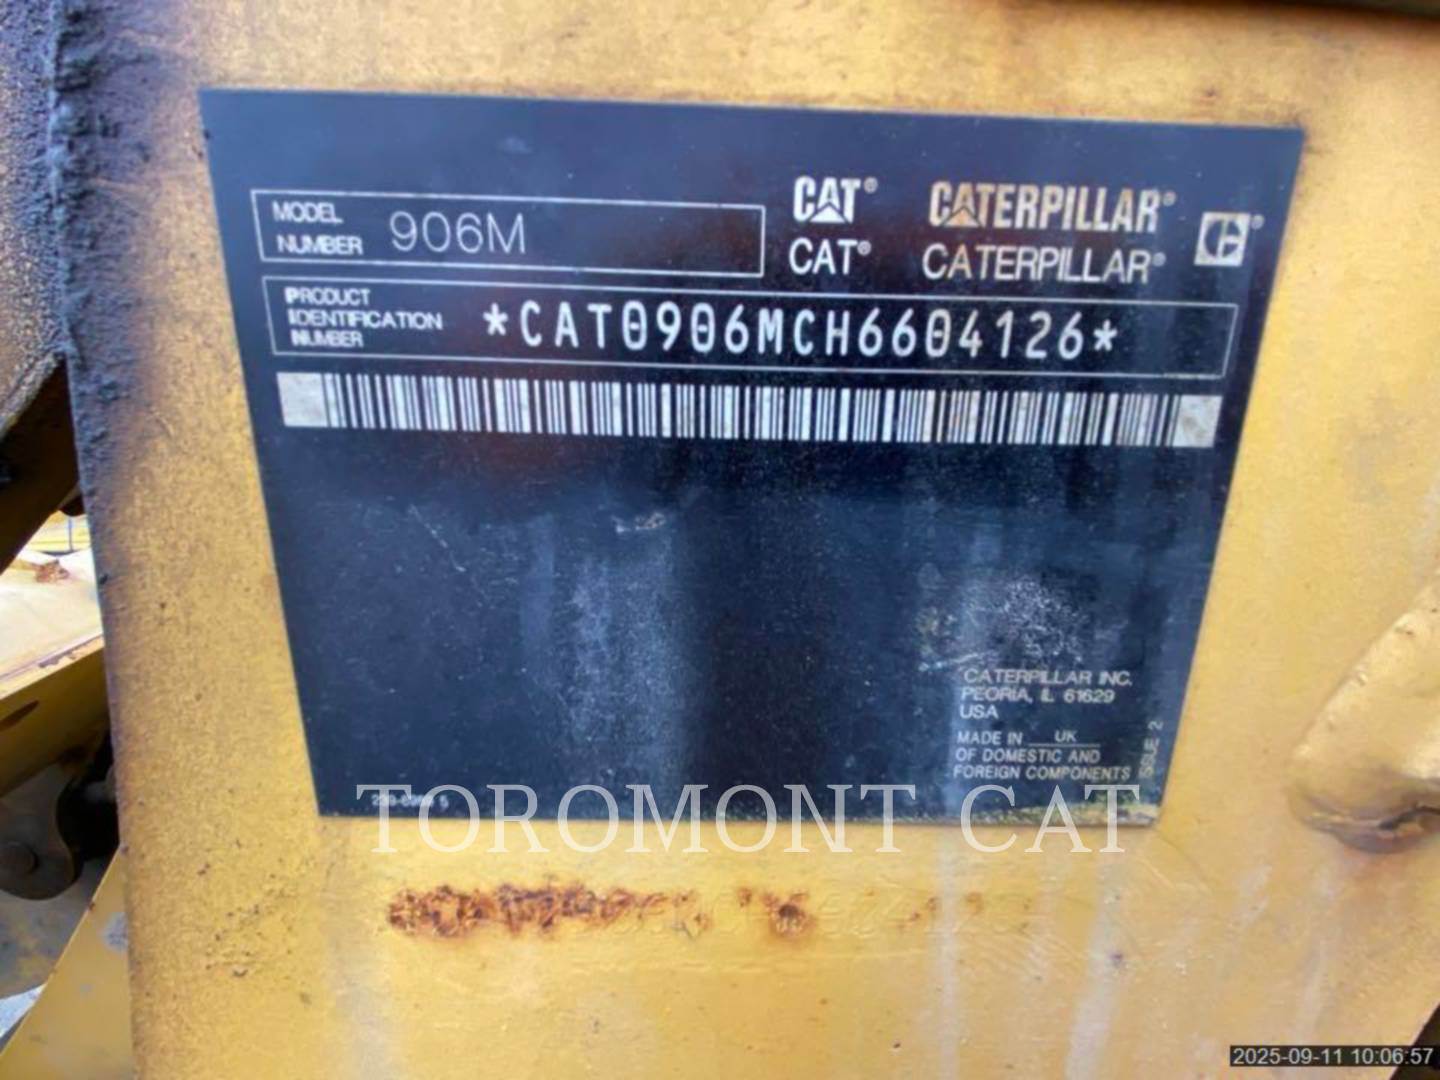 MODEL
NUMBER 906M
CAT® CATERPILLAR®
CAT® CATERPILLAR®
PRODUCT
IDENTIFICATION
NUMBER
*CAT0906MCH6604126*
CATERPILLAR INC.
PEORIA, IL 61629
USA
MADE IN UK
OF DOMESTIC AND
FOREIGN COMPONENTS
ISSUE 2
TOROMONT CAT
2025-09-11 10:06:57